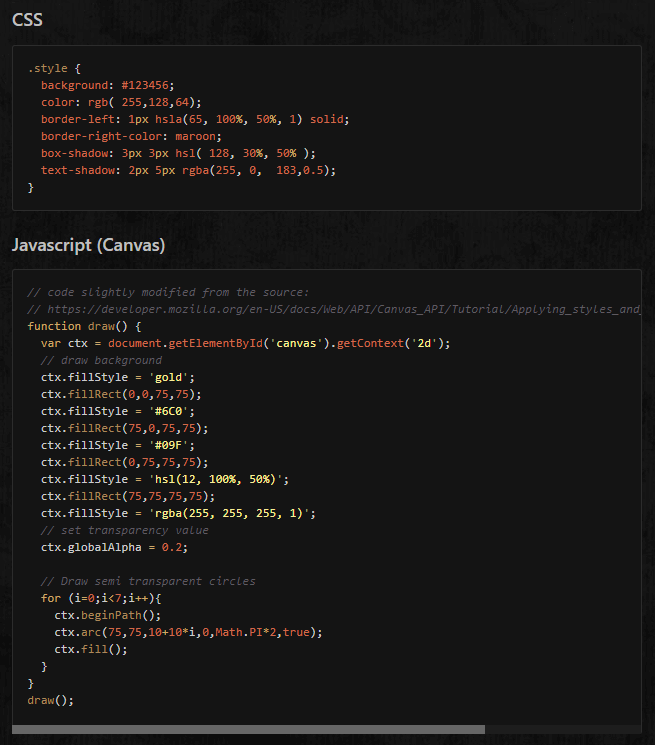 CSS
.style {
  background: #123456;
  color: rgb( 255,128,64);
  border-left: 1px hsla(65, 100%, 50%, 1) solid;
  border-right-color: maroon;
  box-shadow: 3px 3px hsl( 128, 30%, 50% );
  text-shadow: 2px 5px rgba(255, 0,  183,0.5);
}
Javascript (Canvas)
// code slightly modified from the source:
// https://developer.mozilla.org/en-US/docs/Web/API/Canvas_API/Tutorial/Applying_styles_and_
function draw() {
  var ctx = document.getElementById('canvas').getContext('2d');
  // draw background
  ctx.fillStyle = 'gold';
  ctx.fillRect(0,0,75,75);
  ctx.fillStyle = '#6C0';
  ctx.fillRect(75,0,75,75);
  ctx.fillStyle = '#09F';
  ctx.fillRect(0,75,75,75);
  ctx.fillStyle = 'hsl(12, 100%, 50%)';
  ctx.fillRect(75,75,75,75);
  ctx.fillStyle = 'rgba(255, 255, 255, 1)';
  // set transparency value
  ctx.globalAlpha = 0.2;
  // Draw semi transparent circles
  for (i=0;i<7;i++){
    ctx.beginPath();
    ctx.arc(75,75,10+10*i,0,Math.PI*2,true);
    ctx.fill();
  }
}
draw();